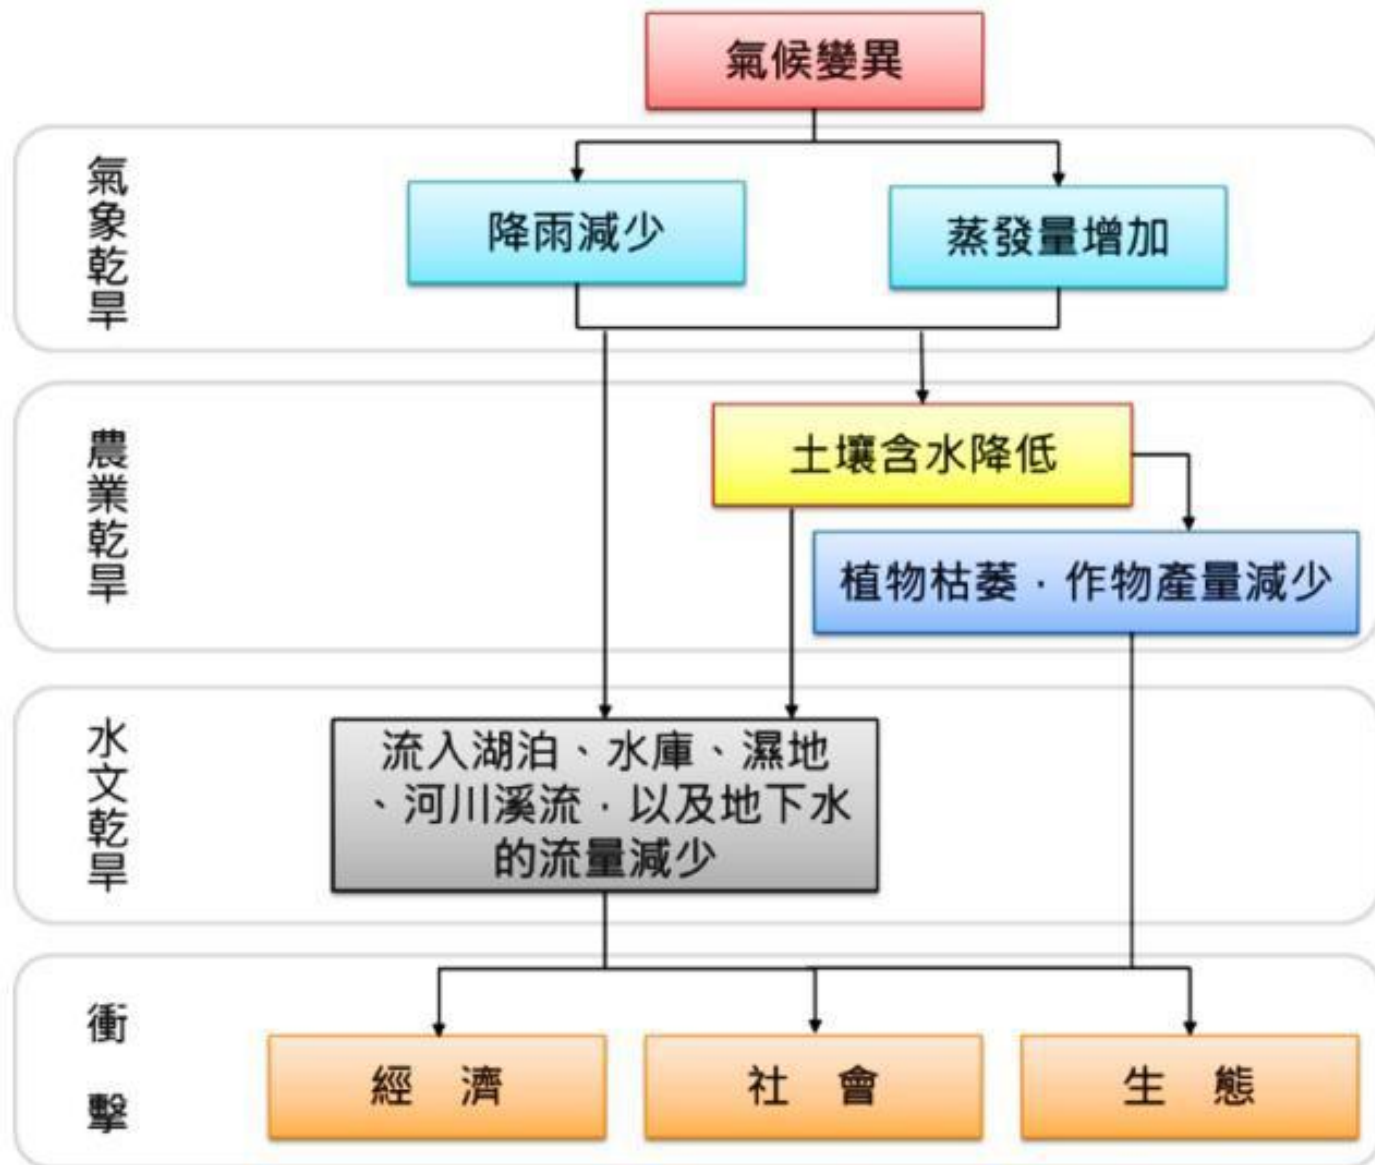 氣候變異
氣象乾旱
降雨減少
蒸發量增加
農業乾旱
土壤含水降低
植物枯萎．作物產量減少
水文乾旱
流入湖泊、水庫、濕地
、河川溪流．以及地下水
的流量減少
衝擊
經 濟
社 會
生 態